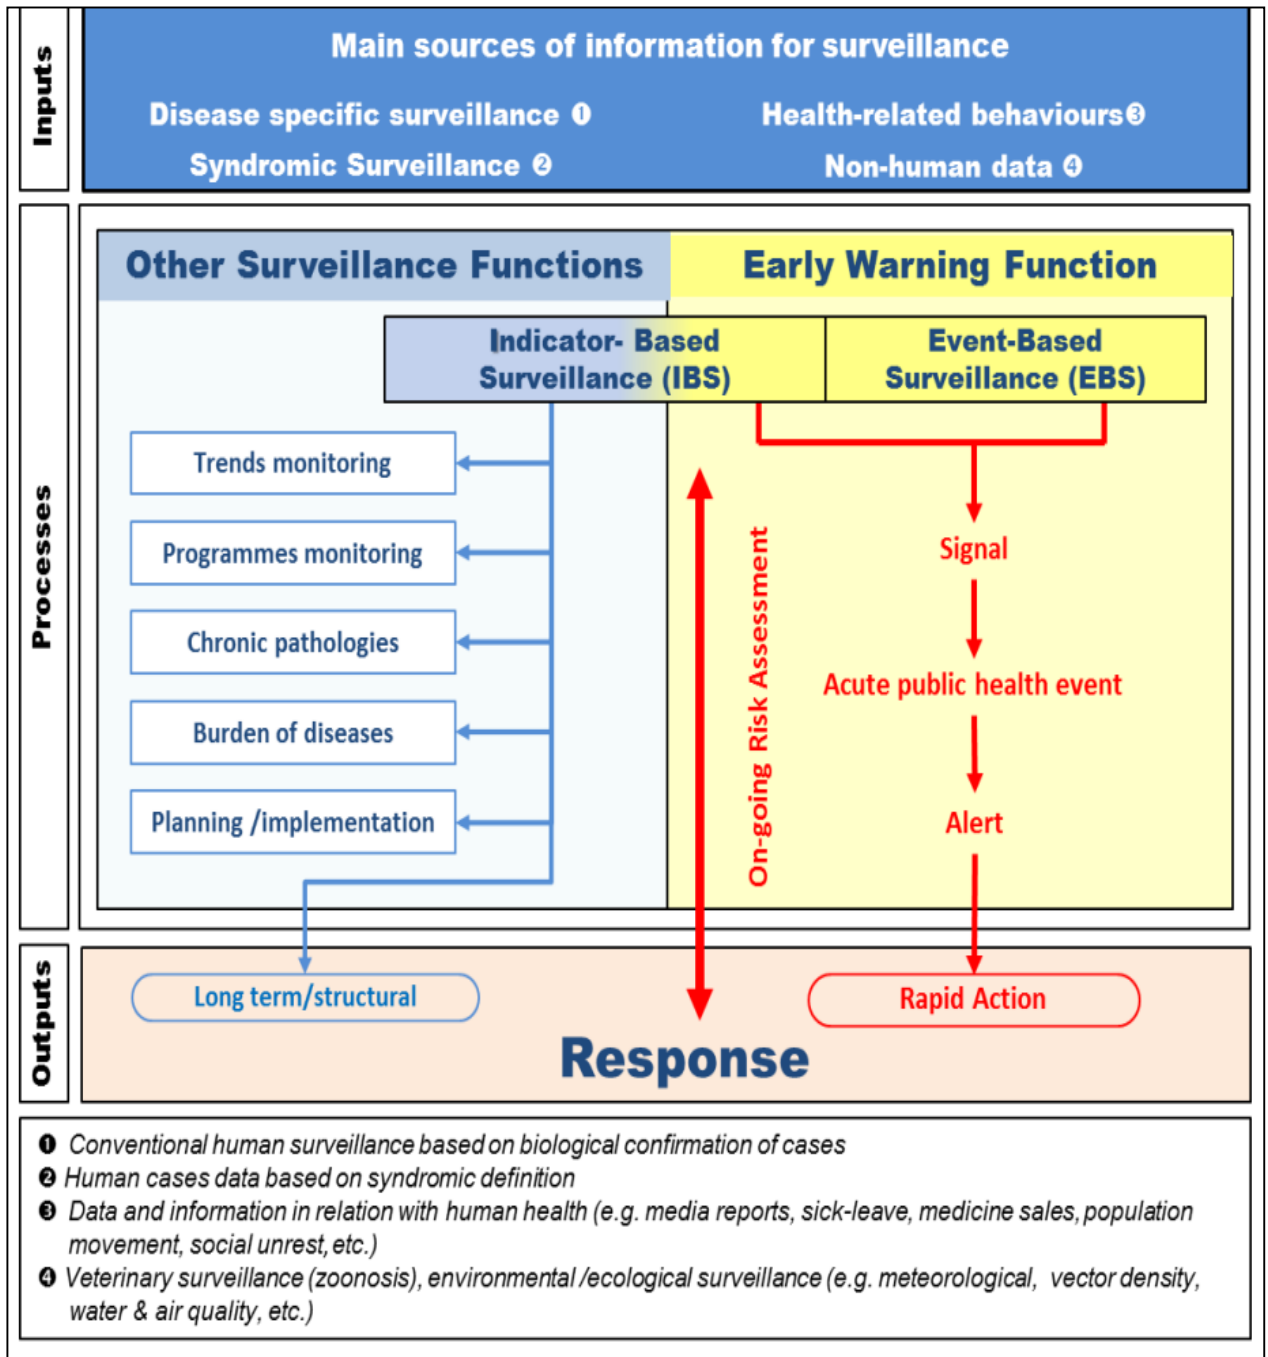 Inputs
Main sources of information for surveillance
Disease specific surveillance ❶
Health-related behaviours❸
Syndromic Surveillance ❷
Non-human data ❹
Processes
Other Surveillance Functions
Early Warning Function
Indicator- Based
Surveillance (IBS)
Event-Based
Surveillance (EBS)
Trends monitoring
Programmes monitoring
Chronic pathologies
Burden of diseases
Planning /implementation
On-going Risk Assessment
Signal
Acute public health event
Alert
Outputs
Long term/structural
Rapid Action
Response
❶ Conventional human surveillance based on biological confirmation of cases
❷ Human cases data based on syndromic definition
❸ Data and information in relation with human health (e.g. media reports, sick-leave, medicine sales, population
movement, social unrest, etc.)
❹ Veterinary surveillance (zoonosis), environmental /ecological surveillance (e.g. meteorological, vector density,
water & air quality, etc.)